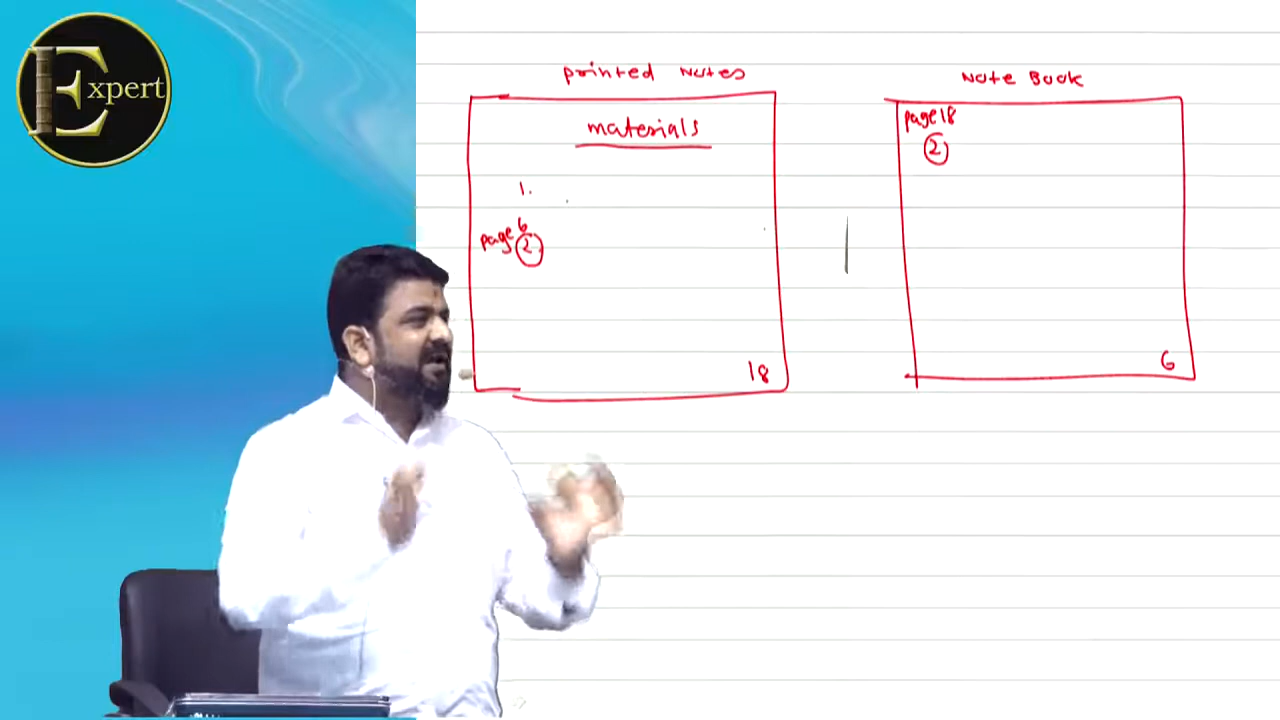 Expert
printed Notes
materials
1.
page 6
2
18
Note Book
page 18
2
6